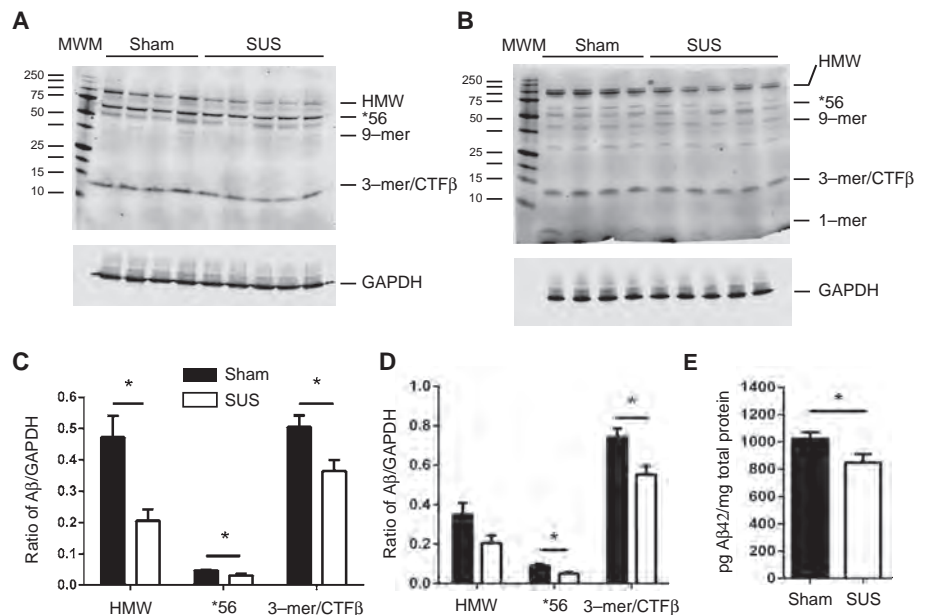 A
MWM Sham SUS
250
75
50
25
15
10
HMW
*56
9–mer
3–mer/CTFβ
GAPDH
B
MWM Sham SUS
250
75
50
25
15
10
HMW
*56
9–mer
3–mer/CTFβ
1–mer
GAPDH
C
Sham
SUS
Ratio of Aβ/GAPDH
0.6
0.5
0.4
0.3
0.2
0.1
0.0
* * *
HMW *56 3–mer/CTFβ
D
Ratio of Aβ/GAPDH
1.0
0.8
0.6
0.4
0.2
0.0
* *
HMW *56 3–mer/CTFβ
E
pg Aβ42/mg total protein
1400
1200
1000
800
600
400
200
0
*
Sham SUS